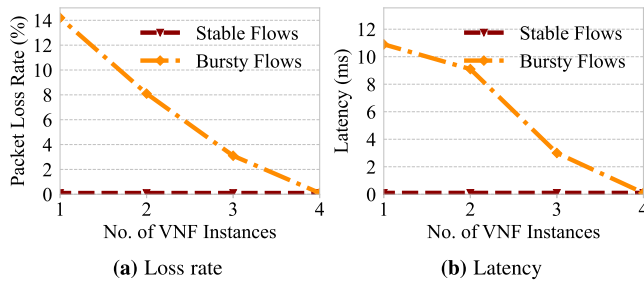 Packet Loss Rate (%)
14
12
10
8
6
4
2
0
Stable Flows
Bursty Flows
1 2 3 4
No. of VNF Instances
(a) Loss rate
Latency (ms)
12
10
8
6
4
2
0
Stable Flows
Bursty Flows
1 2 3 4
No. of VNF Instances
(b) Latency